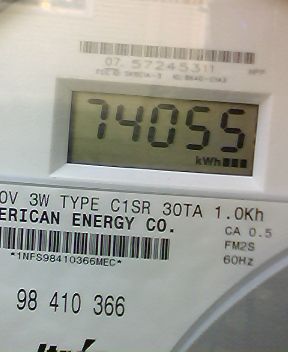 07. 57245311
74055
kWh
0V 3W TYPE C1SR 30TA 1.0Kh
ERICAN ENERGY CO.
CA 0.5
FM2S
*1NFS98410366MEC*
60Hz
98 410 366